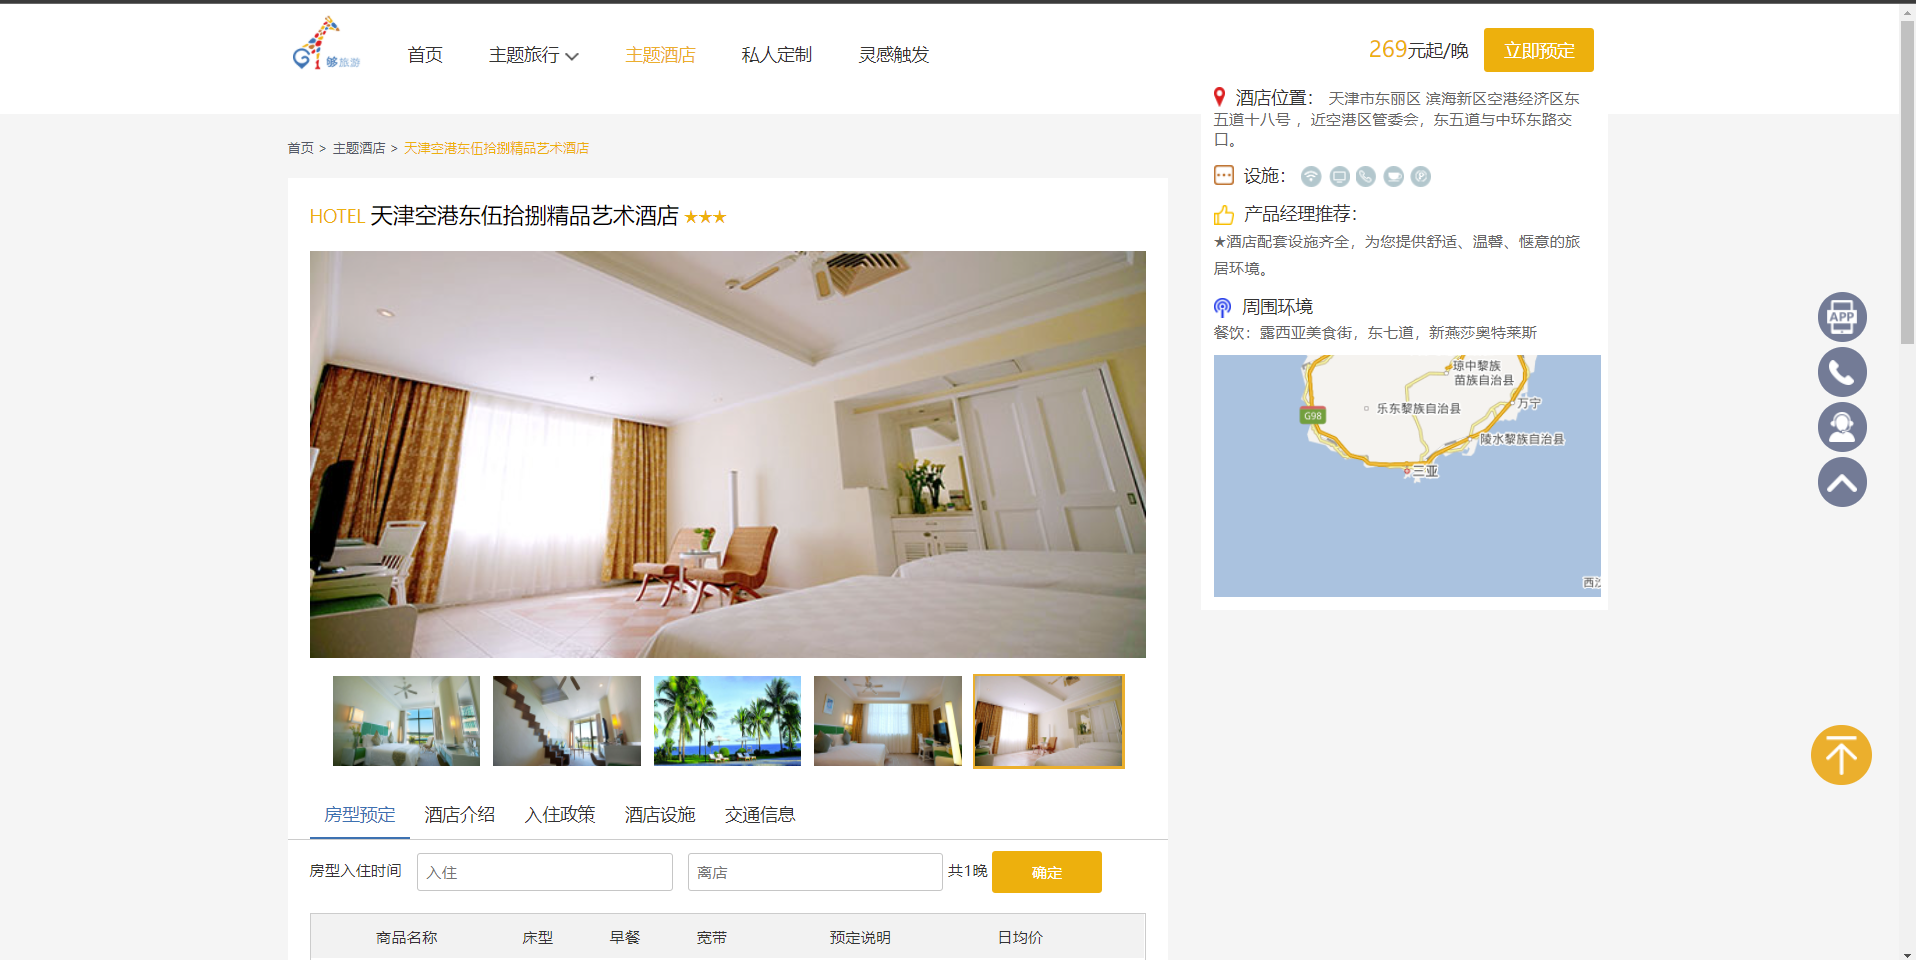 够旅游
首页
主题旅行
主题酒店
私人定制
灵感触发
269元起/晚
立即预定
首页 > 主题酒店 > 天津空港东伍拾捌精品艺术酒店
HOTEL 天津空港东伍拾捌精品艺术酒店 ★★★
酒店位置： 天津市东丽区 滨海新区空港经济区东
五道十八号 ，近空港区管委会，东五道与中环东路交
口。
设施：
产品经理推荐：
★酒店配套设施齐全，为您提供舒适、温馨、惬意的旅
居环境。
周围环境
餐饮：露西亚美食街，东七道，新燕莎奥特莱斯
琼中黎族
苗族自治县
G98
乐东黎族自治县
万宁
陵水黎族自治县
三亚
西沙
APP
房型预定
酒店介绍
入住政策
酒店设施
交通信息
房型入住时间
入住
离店
共1晚
确定
商品名称
床型
早餐
宽带
预定说明
日均价